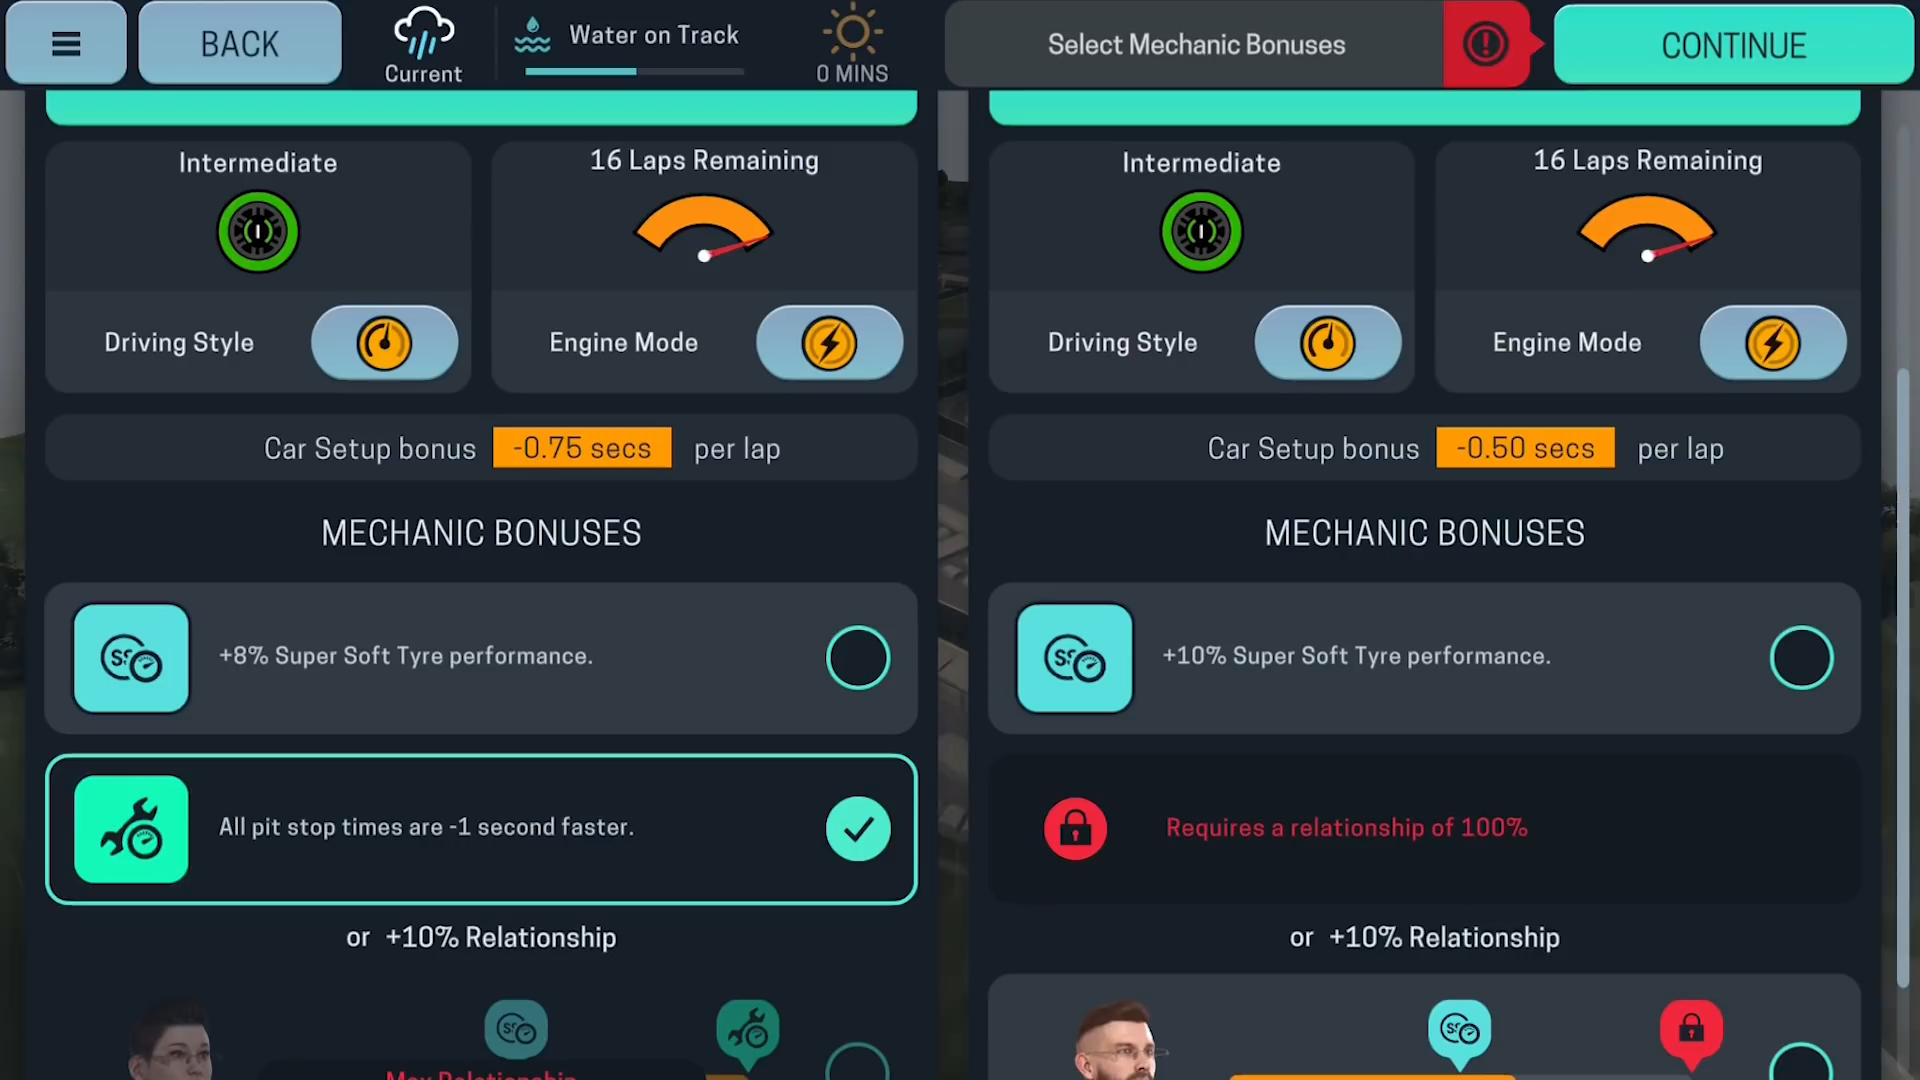 BACK
Current
Water on Track
0 MINS
Select Mechanic Bonuses
CONTINUE
Intermediate
16 Laps Remaining
Driving Style
Engine Mode
Car Setup bonus -0.75 secs per lap
MECHANIC BONUSES
+8% Super Soft Tyre performance.
All pit stop times are -1 second faster.
or +10% Relationship
Max Relationship
Intermediate
16 Laps Remaining
Driving Style
Engine Mode
Car Setup bonus -0.50 secs per lap
MECHANIC BONUSES
+10% Super Soft Tyre performance.
Requires a relationship of 100%
or +10% Relationship